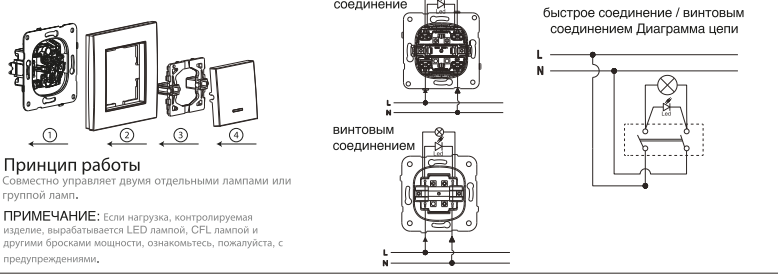 1
2
3
4
Принцип работы
Совместно управляет двумя отдельными лампами или
группой ламп.
ПРИМЕЧАНИЕ: Если нагрузка, контролируемая
изделие, вырабатывается LED лампой, CFL лампой и
другими бросками мощности, ознакомьтесь, пожалуйста, с
предупреждениями.
соединение
Led
L
N
винтовым
соединением
Led
L
N
быстрое соединение / винтовым
соединением Диаграмма цепи
L
N
Led